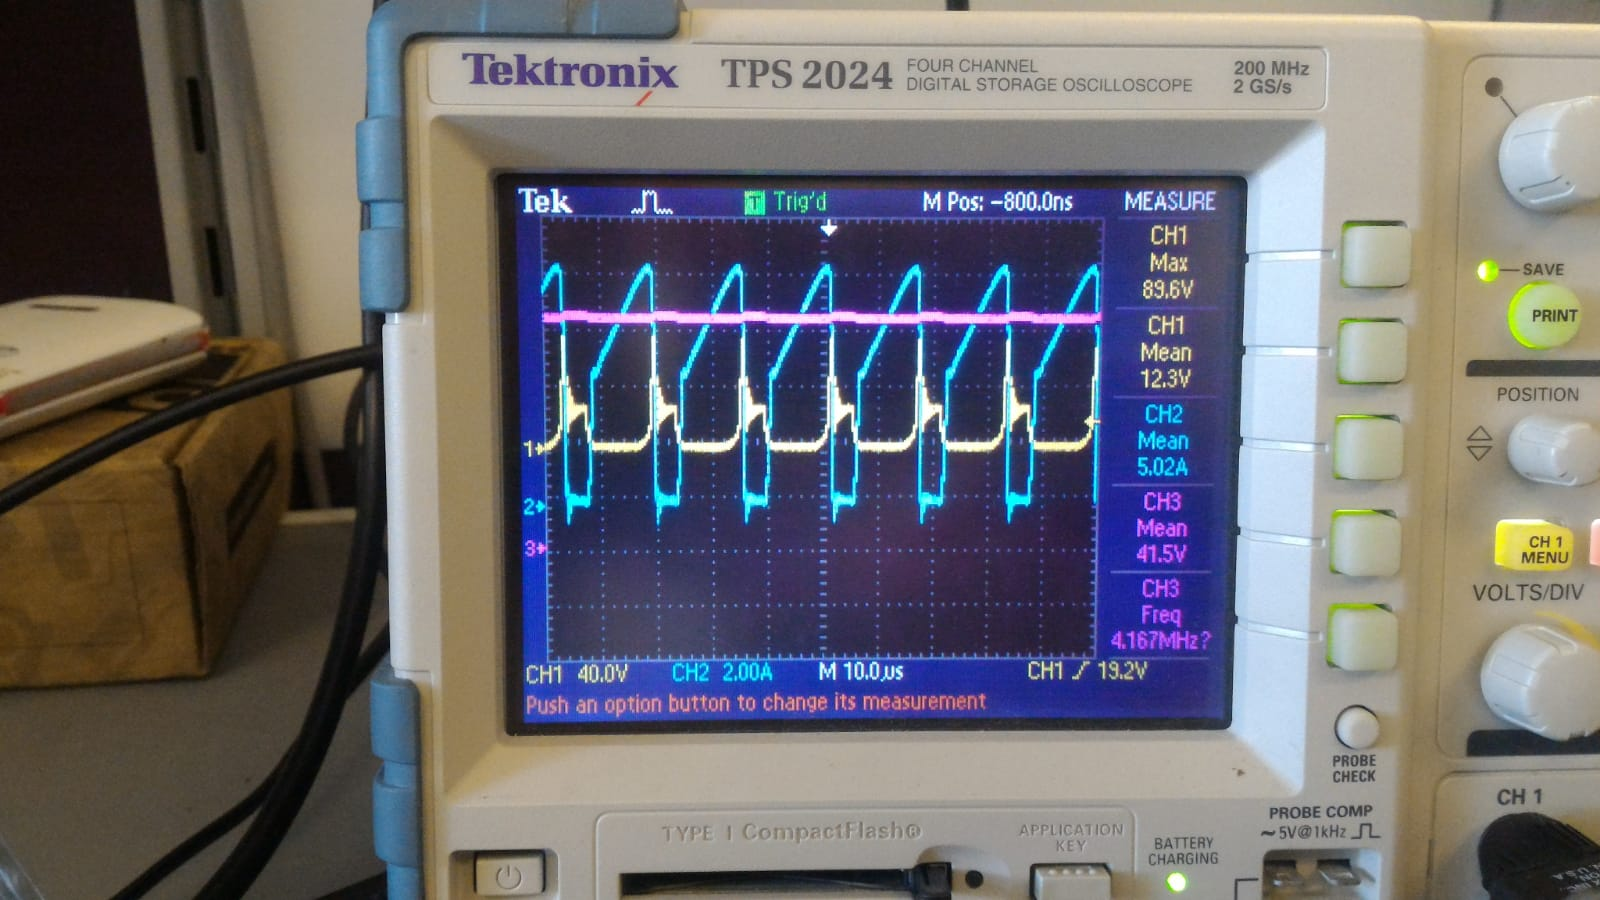 Tektronix TPS 2024 FOUR CHANNEL DIGITAL STORAGE OSCILLOSCOPE 200 MHz 2 GS/s
Tek T Trig'd M Pos: -800.0ns MEASURE
CH1
Max
89.6V
CH1
Mean
12.3V
CH2
Mean
5.02A
CH3
Mean
41.5V
CH3
Freq
4.167MHz?
1
2
3
CH1 40.0V CH2 2.00A M 10.0µs CH1 19.2V
Push an option button to change its measurement
SAVE
PRINT
POSITION
CH 1
MENU
VOLTS/DIV
PROBE
CHECK
CH 1
PROBE COMP
~5V@1kHz
TYPE I CompactFlash®
APPLICATION
KEY
BATTERY
CHARGING